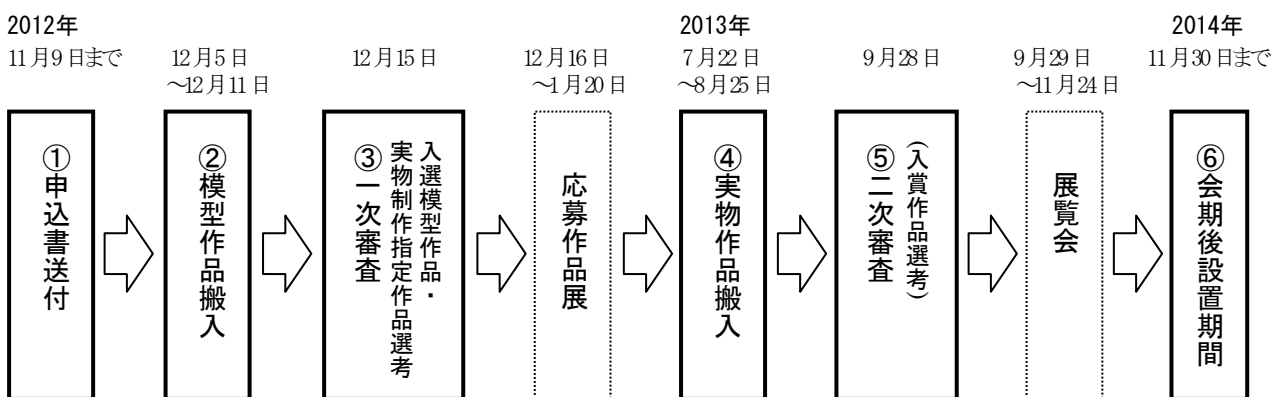 2012年
2013年
2014年
11月9日まで
12月5日
～12月11日
12月15日
12月16日
～1月20日
7月22日
～8月25日
9月28日
9月29日
～11月24日
11月30日まで
①申込書送付
②模型作品搬入
③一次審査
入選模型作品・
実物制作指定作品選考
応募作品展
④実物作品搬入
⑤二次審査
(入賞作品選考)
展覧会
⑥会期後設置期間